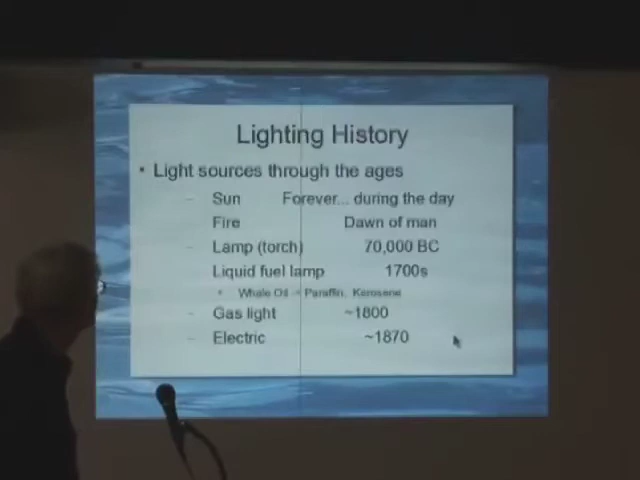 Lighting History
• Light sources through the ages
– Sun Forever... during the day
– Fire Dawn of man
– Lamp (torch) 70,000 BC
– Liquid fuel lamp 1700s
• Whale Oil – Paraffin, Kerosene
– Gas light ~1800
– Electric ~1870